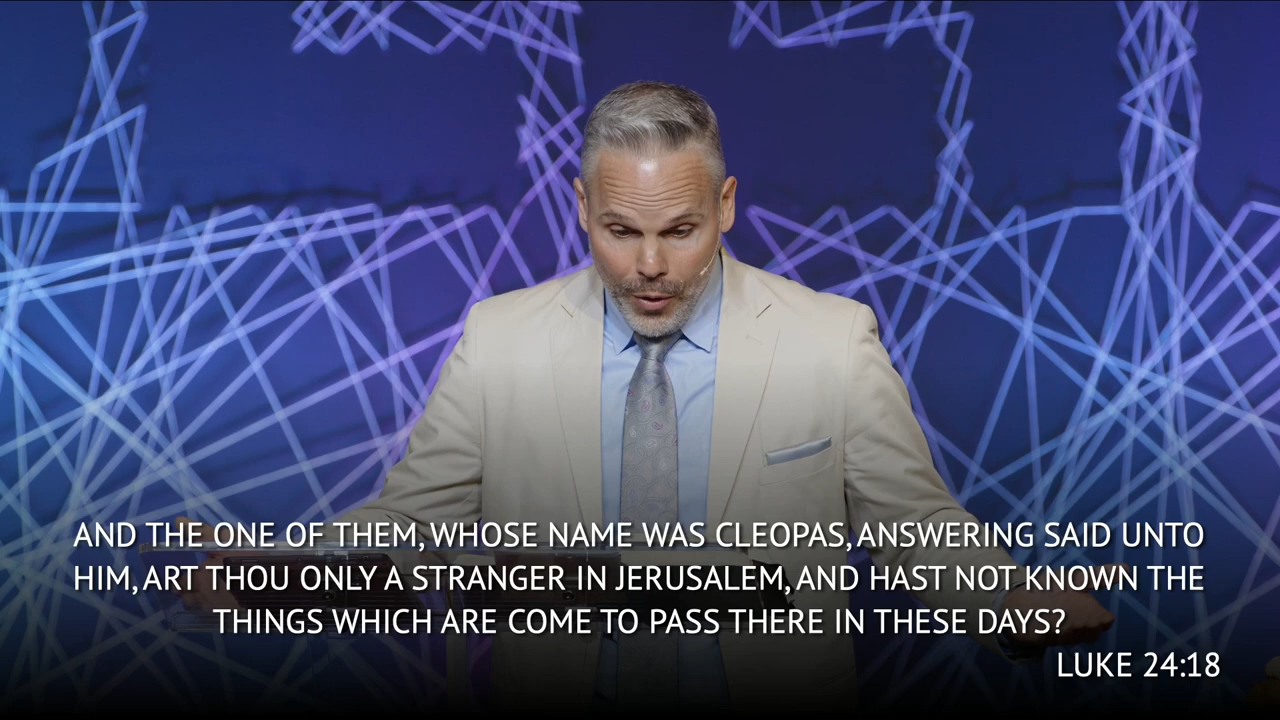 AND THE ONE OF THEM, WHOSE NAME WAS CLEOPAS, ANSWERING SAID UNTO
HIM, ART THOU ONLY A STRANGER IN JERUSALEM, AND HAST NOT KNOWN THE
THINGS WHICH ARE COME TO PASS THERE IN THESE DAYS?
LUKE 24:18